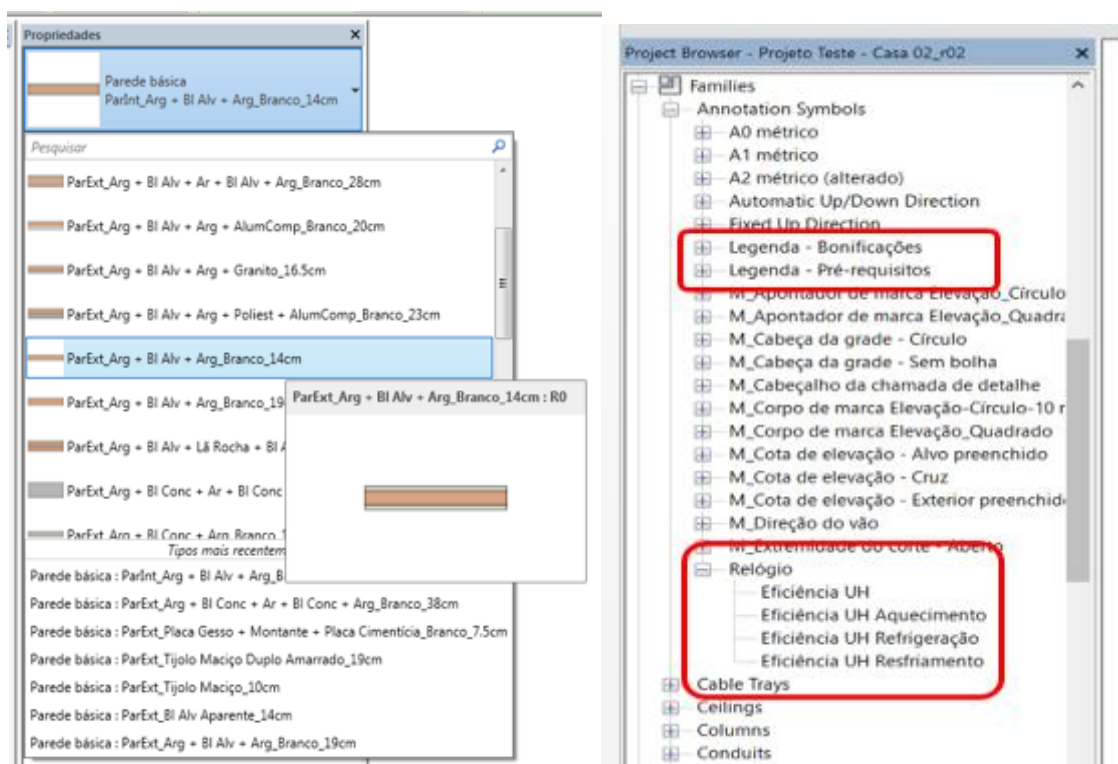 Propriedades
Parede básica
ParInt_Arg + Bl Alv + Arg_Branco_14cm
Pesquisar
ParExt_Arg + Bl Alv + Ar + Bl Alv + Arg_Branco_28cm
ParExt_Arg + Bl Alv + Arg + AlumComp_Branco_20cm
ParExt_Arg + Bl Alv + Arg + Granito_16.5cm
ParExt_Arg + Bl Alv + Arg + Poliest + AlumComp_Branco_23cm
ParExt_Arg + Bl Alv + Arg_Branco_14cm
ParExt_Arg + Bl Alv + Arg_Branco_19
ParExt_Arg + Bl Alv + Arg_Branco_14cm : R0
ParExt_Arg + Bl Alv + Lã Rocha + Bl A
ParExt_Arg + Bl Conc + Ar + Bl Conc
ParExt_Arg + Bl Conc + Arg_Branco_1
Tipos mais recentem
Parede básica : ParInt_Arg + Bl Alv + Arg_B
Parede básica : ParExt_Arg + Bl Conc + Ar + Bl Conc + Arg_Branco_38cm
Parede básica : ParExt_Placa Gesso + Montante + Placa Cimentícia_Branco_7.5cm
Parede básica : ParExt_Tijolo Maciço Duplo Amarrado_19cm
Parede básica : ParExt_Tijolo Maciço_10cm
Parede básica : ParExt_Bl Alv Aparente_14cm
Parede básica : ParExt_Arg + Bl Alv + Arg_Branco_19cm
Project Browser - Projeto Teste - Casa 02_r02
Families
Annotation Symbols
A0 métrico
A1 métrico
A2 métrico (alterado)
Automatic Up/Down Direction
Fixed Up Direction
Legenda - Bonificações
Legenda - Pré-requisitos
M_Apontador de marca Elevação_Círculo
M_Apontador de marca Elevação_Quadra
M_Cabeça da grade - Círculo
M_Cabeça da grade - Sem bolha
M_Cabeçalho da chamada de detalhe
M_Corpo de marca Elevação-Círculo-10 r
M_Corpo de marca Elevação_Quadrado
M_Cota de elevação - Alvo preenchido
M_Cota de elevação - Cruz
M_Cota de elevação - Exterior preenchid
M_Direção do vão
M_Extremidade do corte - Aberto
Relógio
Eficiência UH
Eficiência UH Aquecimento
Eficiência UH Refrigeração
Eficiência UH Resfriamento
Cable Trays
Ceilings
Columns
Conduits